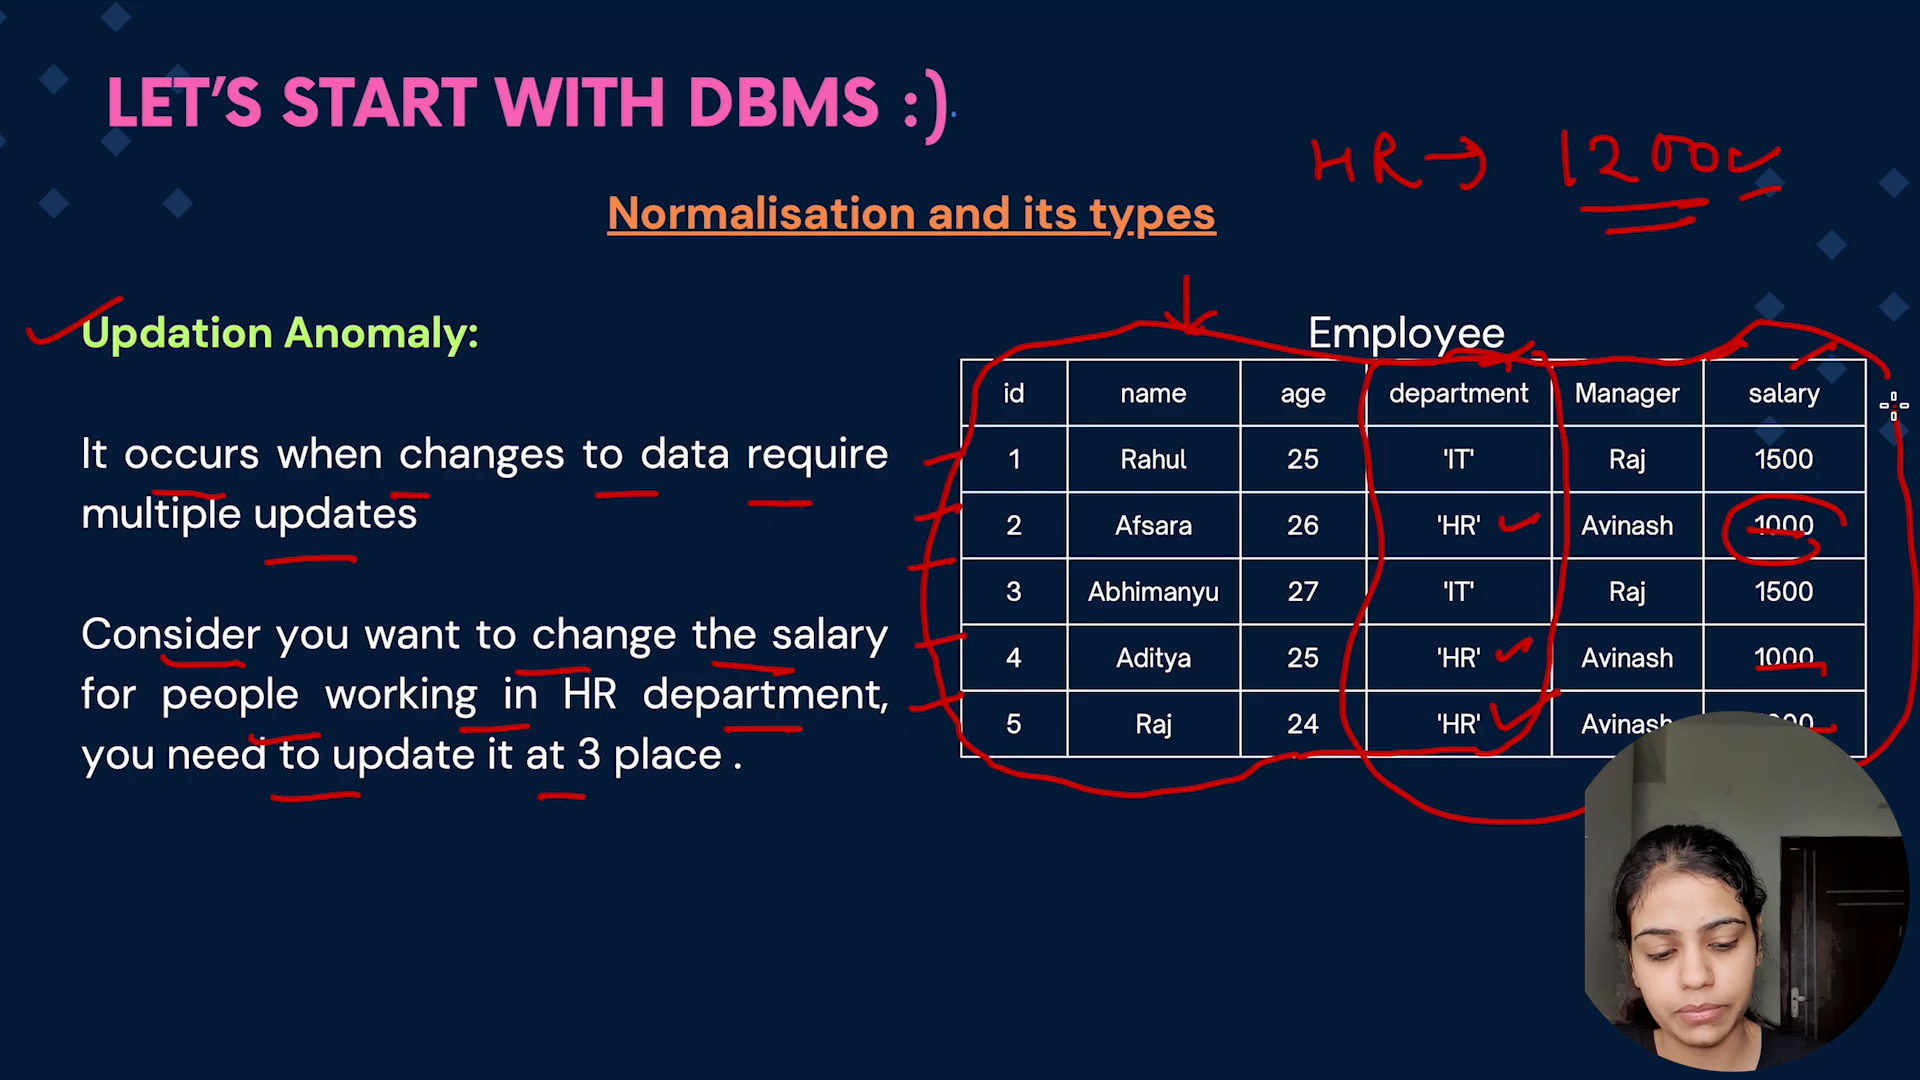 LET'S START WITH DBMS :)
HR → 12000
Normalisation and its types
Updation Anomaly:
It occurs when changes to data require
multiple updates
Consider you want to change the salary
for people working in HR department,
you need to update it at 3 place .
Employee
id name age department Manager salary
1 Rahul 25 'IT' Raj 1500
2 Afsara 26 'HR' Avinash 1000
3 Abhimanyu 27 'IT' Raj 1500
4 Aditya 25 'HR' Avinash 1000
5 Raj 24 'HR' Avinash